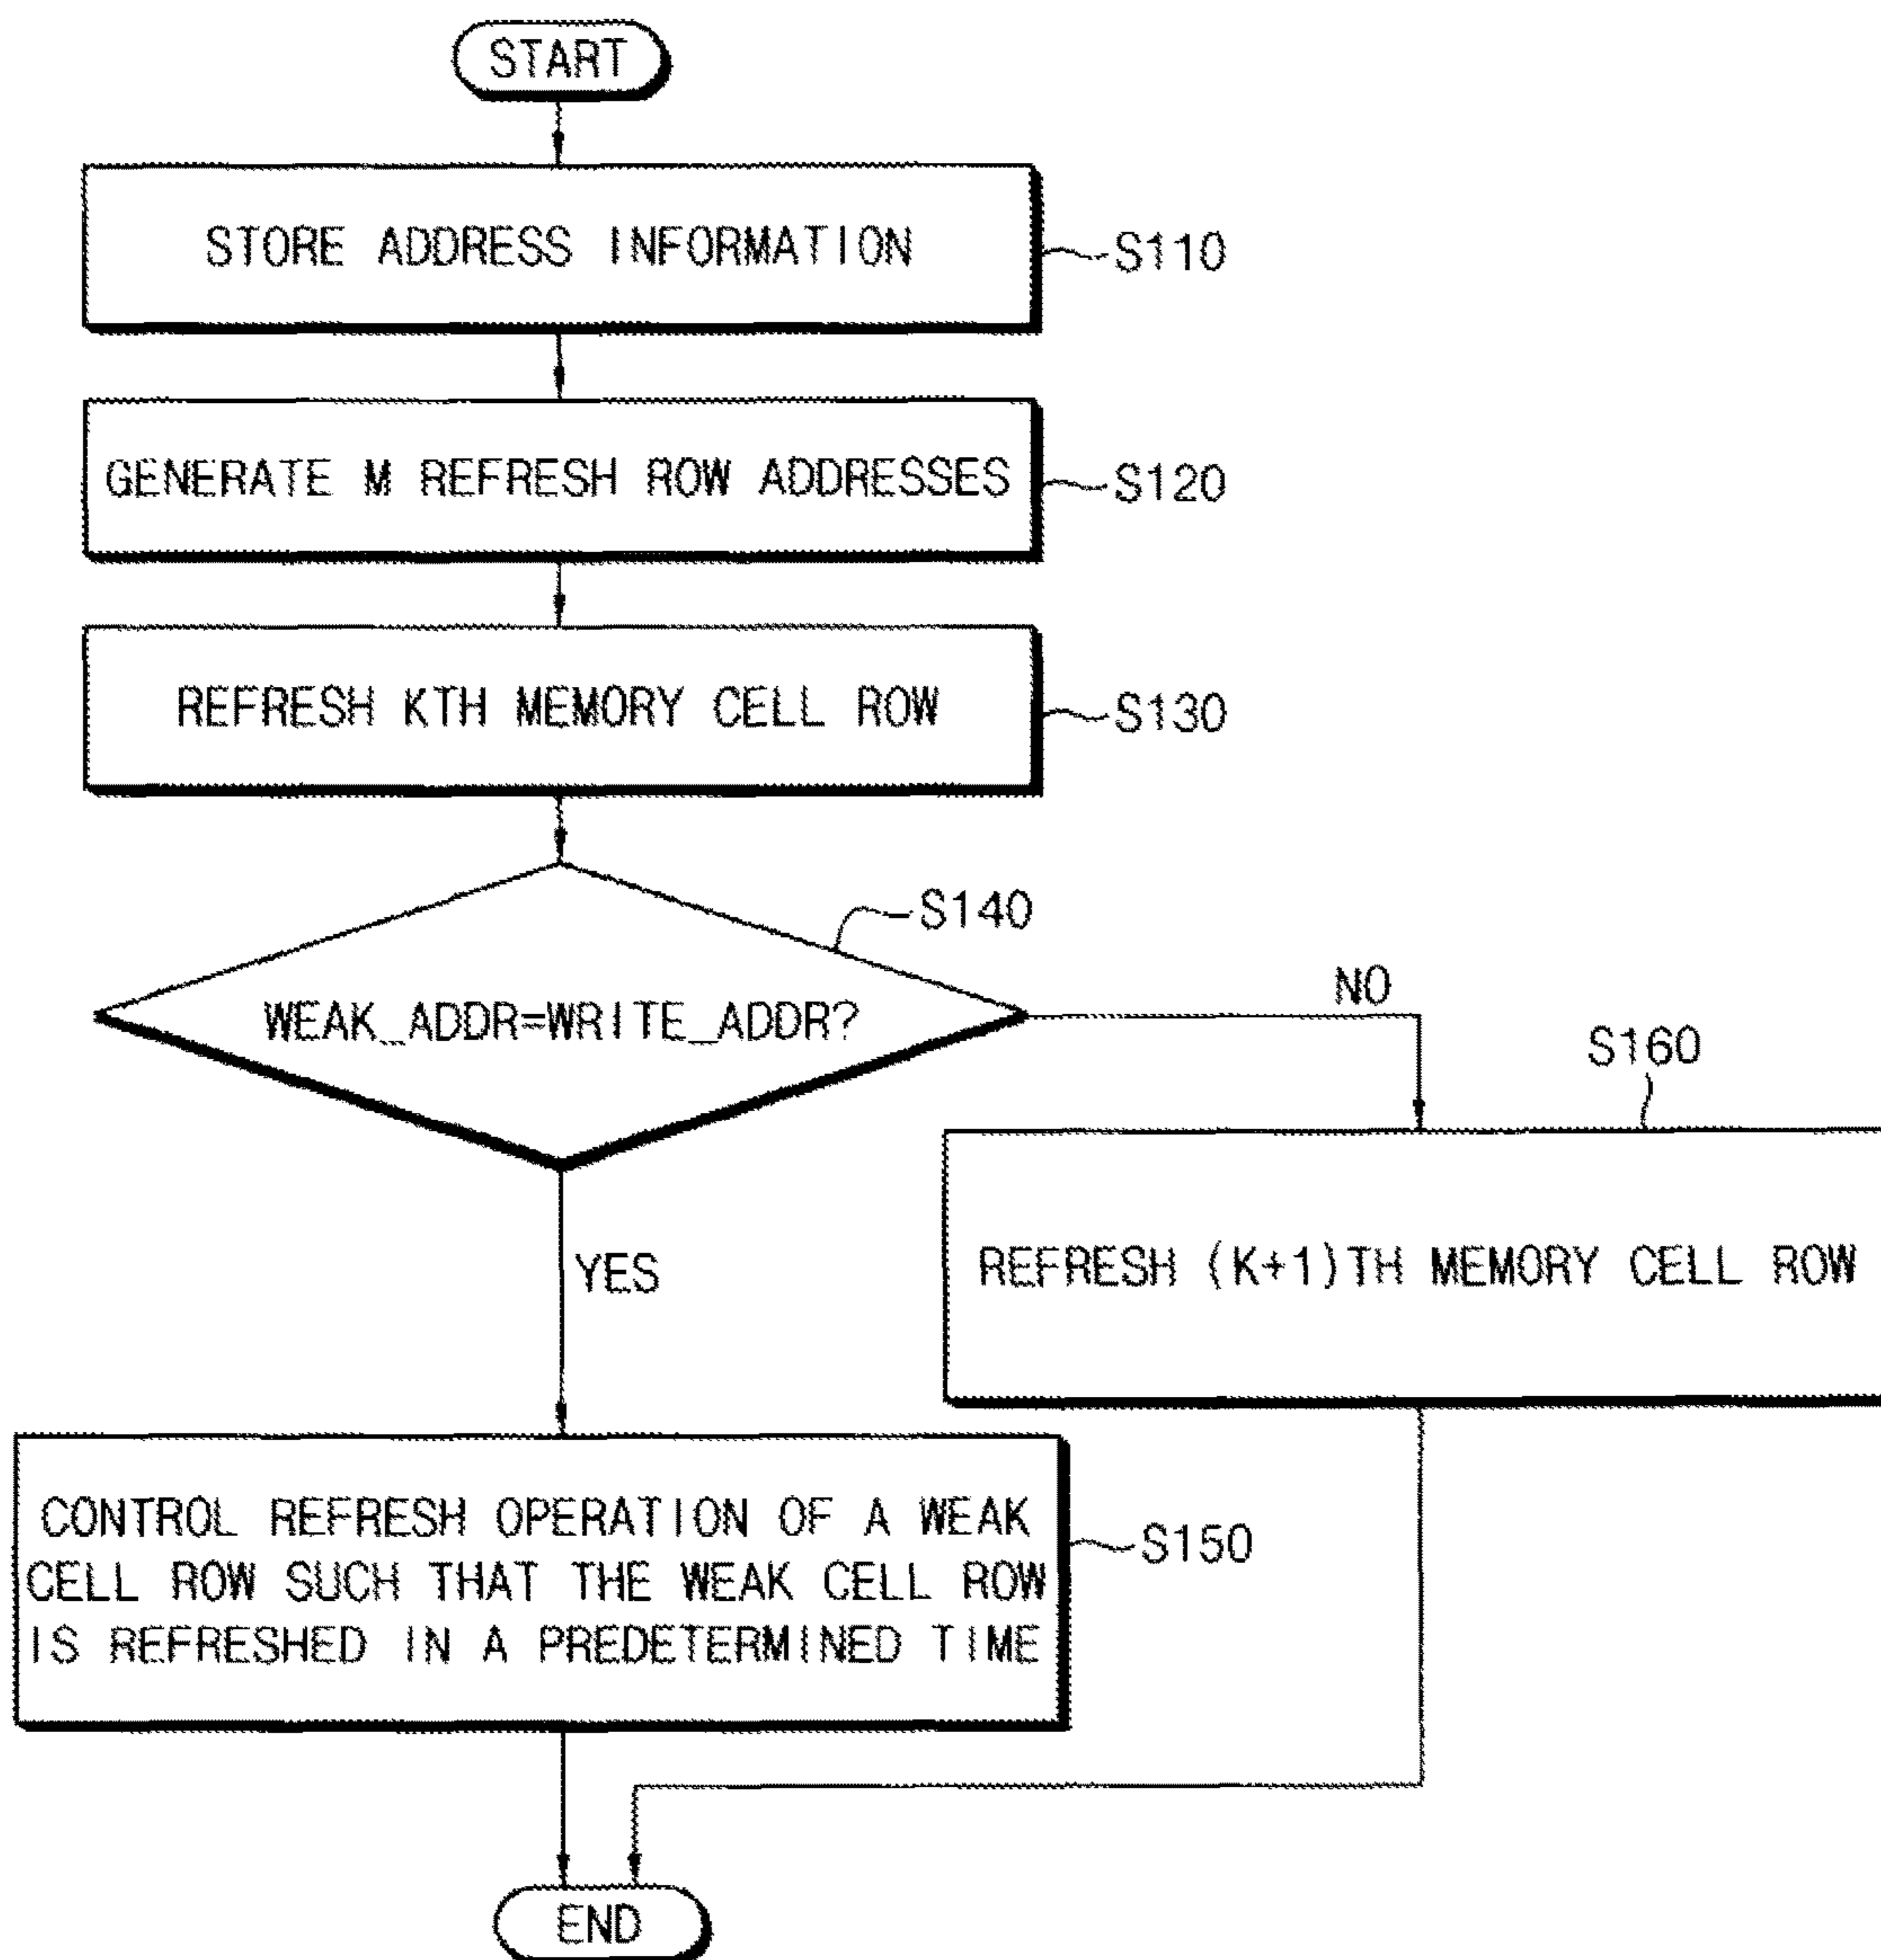 START
STORE ADDRESS INFORMATION
S110
GENERATE M REFRESH ROW ADDRESSES
S120
REFRESH KTH MEMORY CELL ROW
S130
S140
WEAK_ADDR=WRITE_ADDR?
NO
S160
YES
REFRESH (K+1)TH MEMORY CELL ROW
CONTROL REFRESH OPERATION OF A WEAK
CELL ROW SUCH THAT THE WEAK CELL ROW
IS REFRESHED IN A PREDETERMINED TIME
S150
END